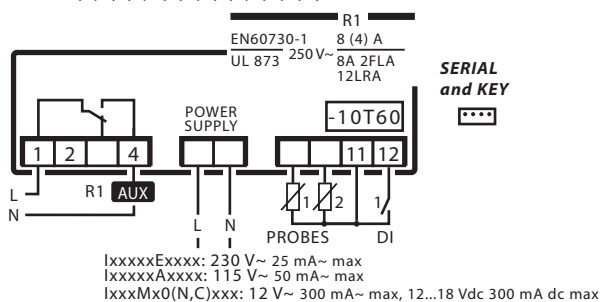 R1
EN60730-1
UL 873
250 V~
8 (4) A
8A 2FLA
12LRA
SERIAL
and KEY
POWER
SUPPLY
-10T60
1 2 4 11 12
L
N
R1 AUX
L N
1 2 1
PROBES DI
IxxxxxExxxx: 230 V~ 25 mA~ max
IxxxxxAxxxx: 115 V~ 50 mA~ max
IxxxMx0(N,C)xxx: 12 V~ 300 mA~ max, 12...18 Vdc 300 mA dc max